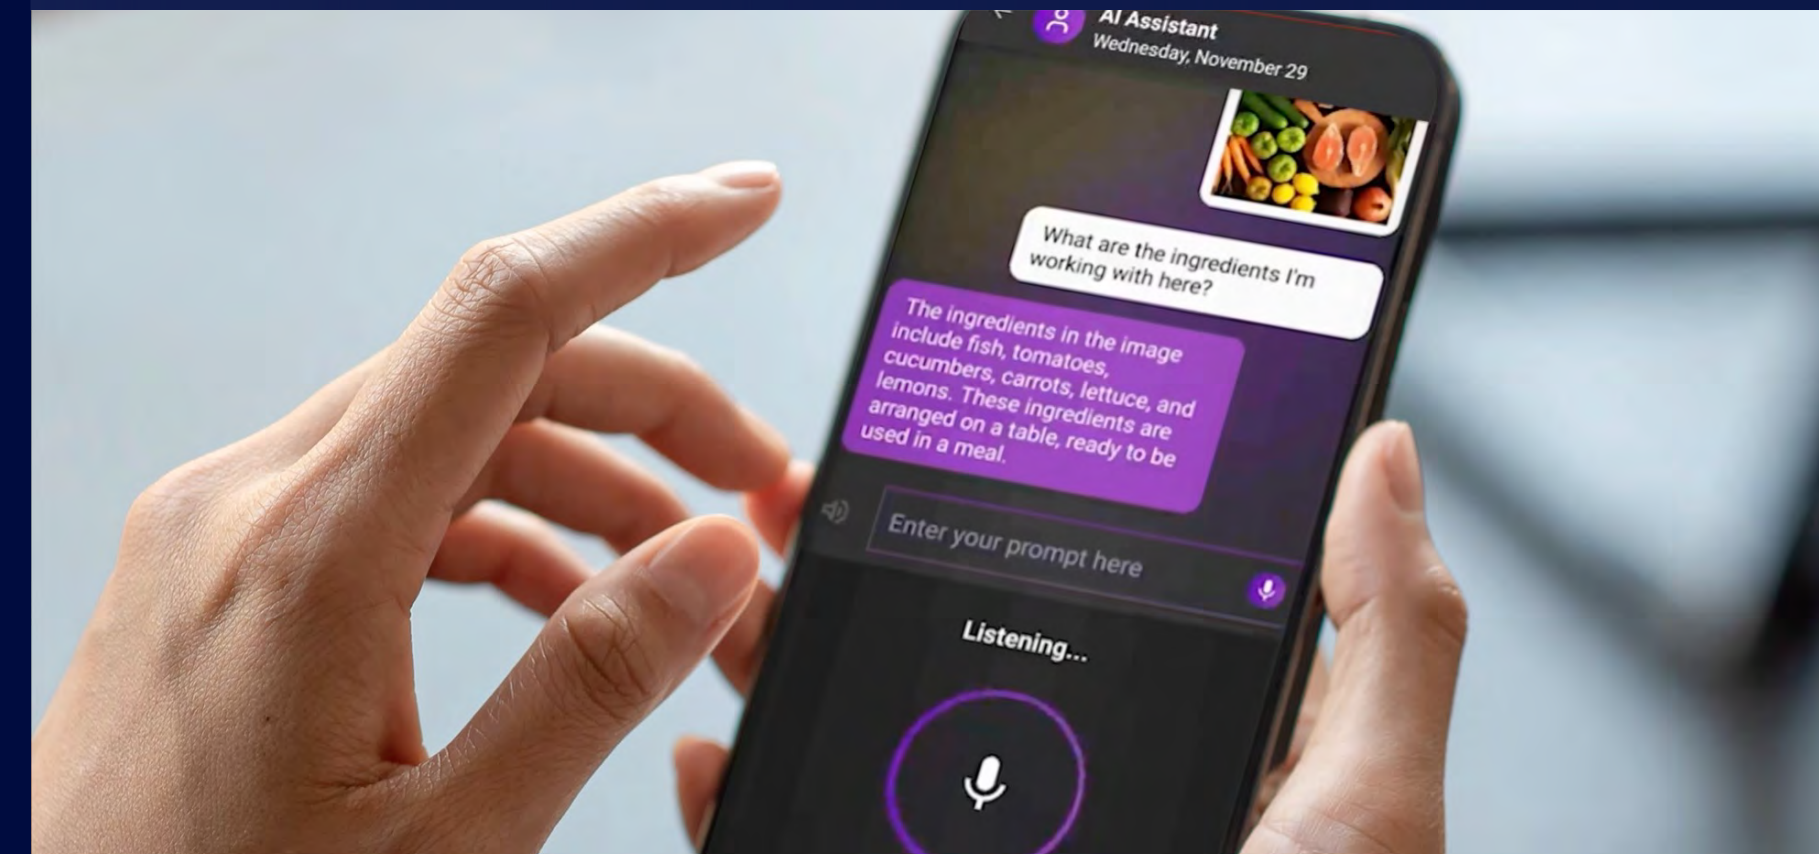 AI Assistant
Wednesday, November 29
What are the ingredients I'm
working with here?
The ingredients in the image
include fish, tomatoes,
cucumbers, carrots, lettuce, and
lemons. These ingredients are
arranged on a table, ready to be
used in a meal.
Enter your prompt here
Listening...